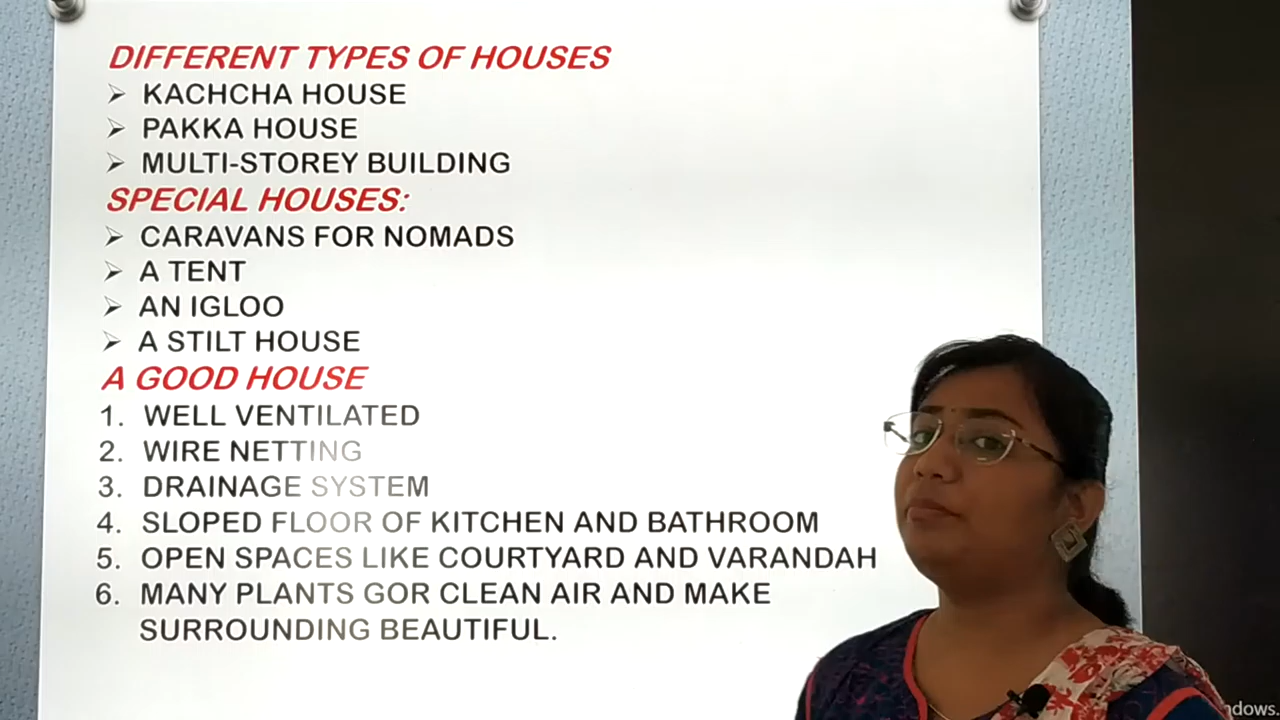 DIFFERENT TYPES OF HOUSES
➢ KACHCHA HOUSE
➢ PAKKA HOUSE
➢ MULTI-STOREY BUILDING
SPECIAL HOUSES:
➢ CARAVANS FOR NOMADS
➢ A TENT
➢ AN IGLOO
➢ A STILT HOUSE
A GOOD HOUSE
1. WELL VENTILATED
2. WIRE NETTING
3. DRAINAGE SYSTEM
4. SLOPED FLOOR OF KITCHEN AND BATHROOM
5. OPEN SPACES LIKE COURTYARD AND VARANDAH
6. MANY PLANTS GOR CLEAN AIR AND MAKE
SURROUNDING BEAUTIFUL.